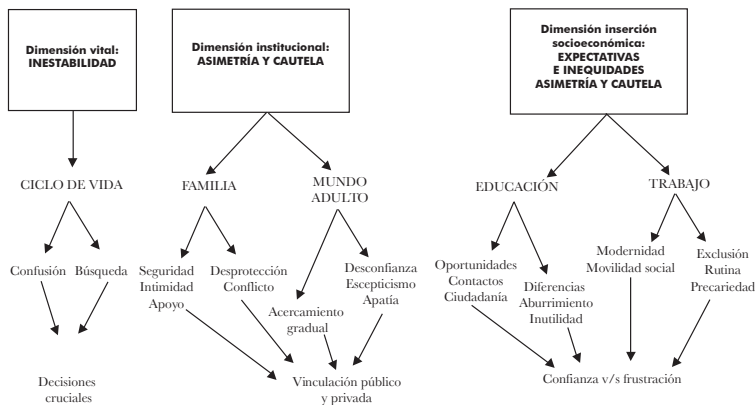 Dimensión vital:
INESTABILIDAD
Dimensión institucional:
ASIMETRÍA Y CAUTELA
Dimensión inserción
socioeconómica:
EXPECTATIVAS
E INEQUIDADES
ASIMETRÍA Y CAUTELA
CICLO DE VIDA
FAMILIA
MUNDO
ADULTO
EDUCACIÓN
TRABAJO
Confusión
Búsqueda
Seguridad
Intimidad
Apoyo
Desprotección
Conflicto
Acercamiento
gradual
Desconfianza
Escepticismo
Apatía
Oportunidades
Contactos
Ciudadanía
Diferencias
Aburrimiento
Inutilidad
Modernidad
Movilidad social
Exclusión
Rutina
Precariedad
Decisiones
cruciales
Vinculación público
y privada
Confianza v/s frustración